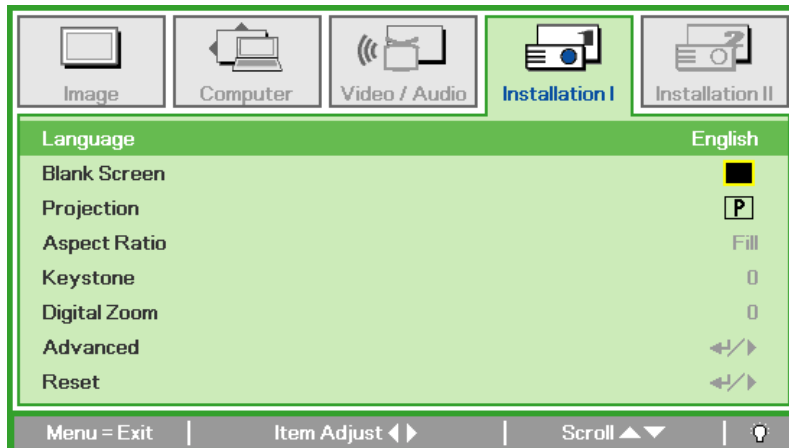 Image Computer Video / Audio Installation I Installation II
Language English
Blank Screen
Projection P
Aspect Ratio Fill
Keystone 0
Digital Zoom 0
Advanced
Reset
Menu = Exit Item Adjust Scroll